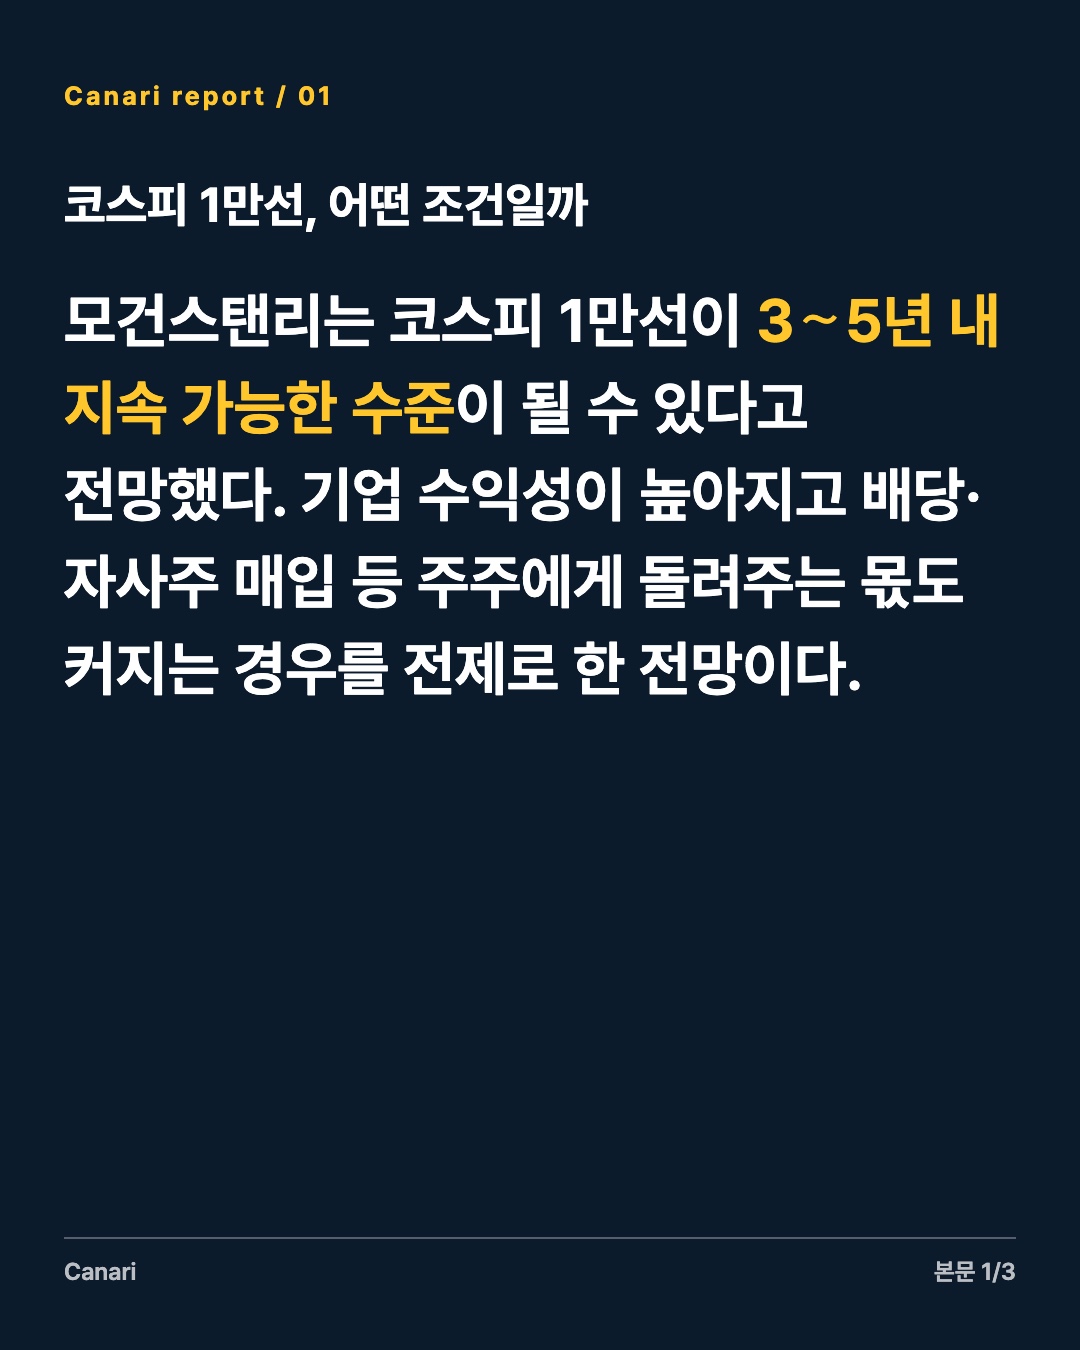 Canari report / 01
코스피 1만선, 어떤 조건일까
모건스탠리는 코스피 1만선이 3~5년 내
지속 가능한 수준이 될 수 있다고
전망했다. 기업 수익성이 높아지고 배당·
자사주 매입 등 주주에게 돌려주는 몫도
커지는 경우를 전제로 한 전망이다.
Canari
본문 1/3